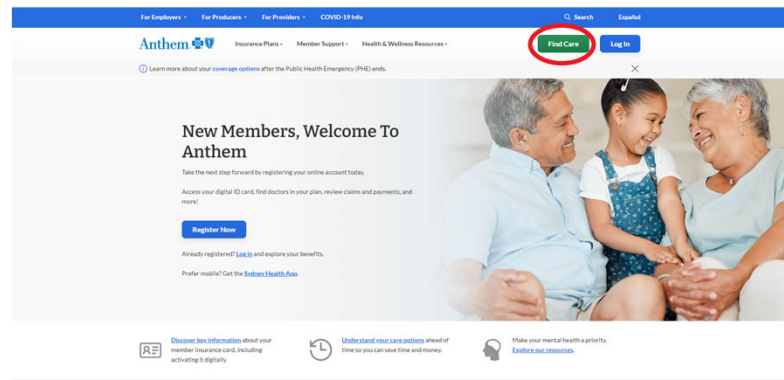 For Employers
For Producers
For Providers
COVID-19 Info
Search
Español
Anthem
Insurance Plans
Member Support
Health & Wellness Resources
Find Care
Log In
Learn more about your coverage options after the Public Health Emergency (PHE) ends.
New Members, Welcome To
Anthem
Take the next step forward by registering your online account today.
Access your digital ID card, find doctors in your plan, review claims and payments, and
more!
Register Now
Already registered? Log in and explore your benefits.
Prefer mobile? Get the Sydney Health App.
Discover key information about your
member insurance card, including
activating it digitally.
Understand your care options ahead of
time so you can save time and money.
Make your mental health a priority.
Explore our resources.